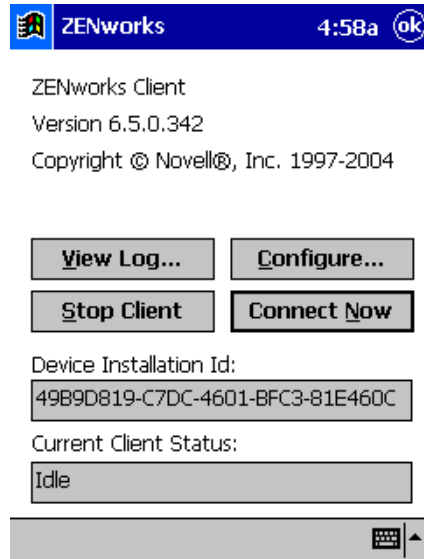 ZENworks 4:58a ok
ZENworks Client
Version 6.5.0.342
Copyright © Novell®, Inc. 1997-2004
View Log... Configure...
Stop Client Connect Now
Device Installation Id:
49B9D819-C7DC-4601-BFC3-81E460C
Current Client Status:
Idle